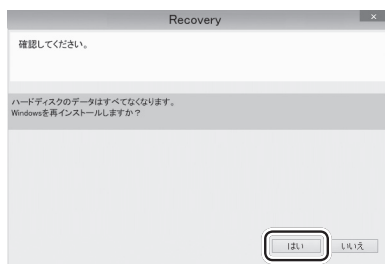 Recovery
確認してください。
ハードディスクのデータはすべてなくなります。
Windowsを再インストールしますか？
はい
いいえ